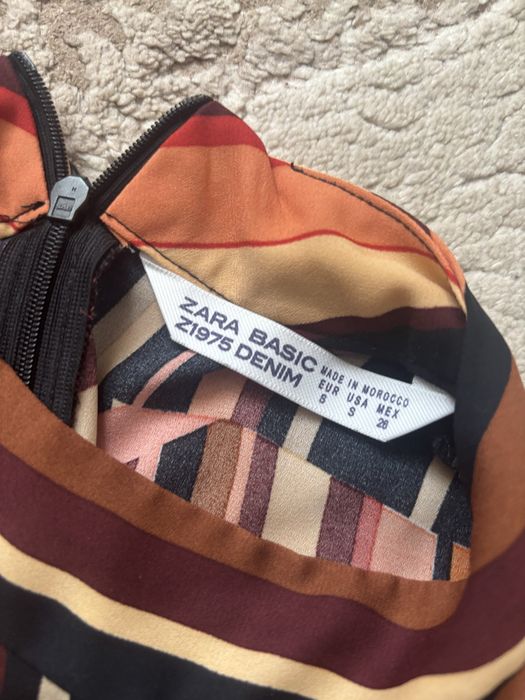 ZARA BASIC
Z1975 DENIM
MADE IN MOROCCO
EUR USA MEX
S S 26